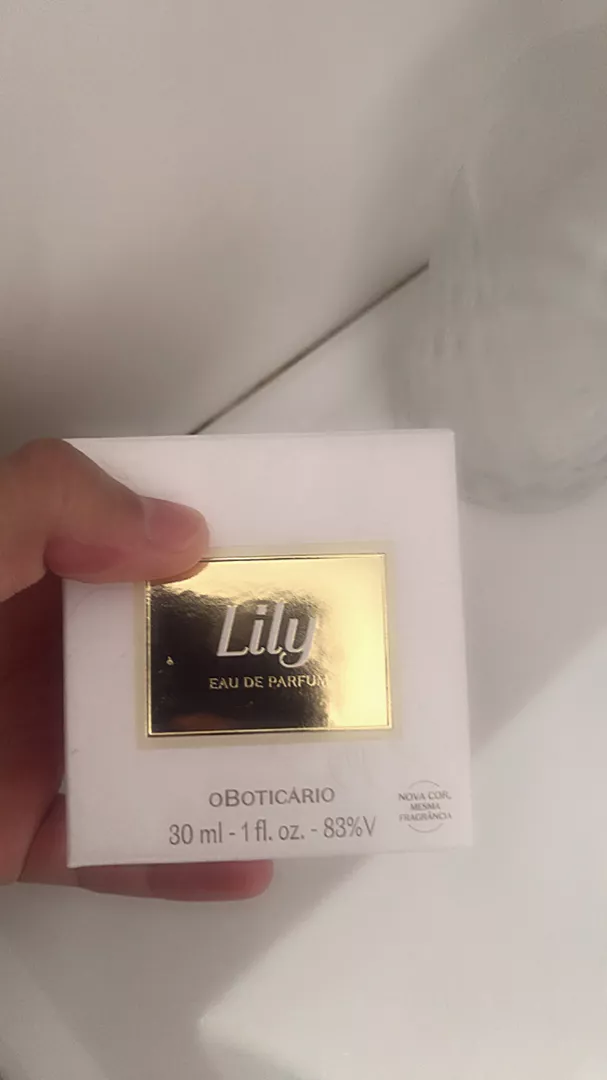 Lily
EAU DE PARFUM
oBOTICÁRIO
30 ml - 1 fl. oz. - 83%V
NOVA COR,
MESMA
FRAGRÂNCIA